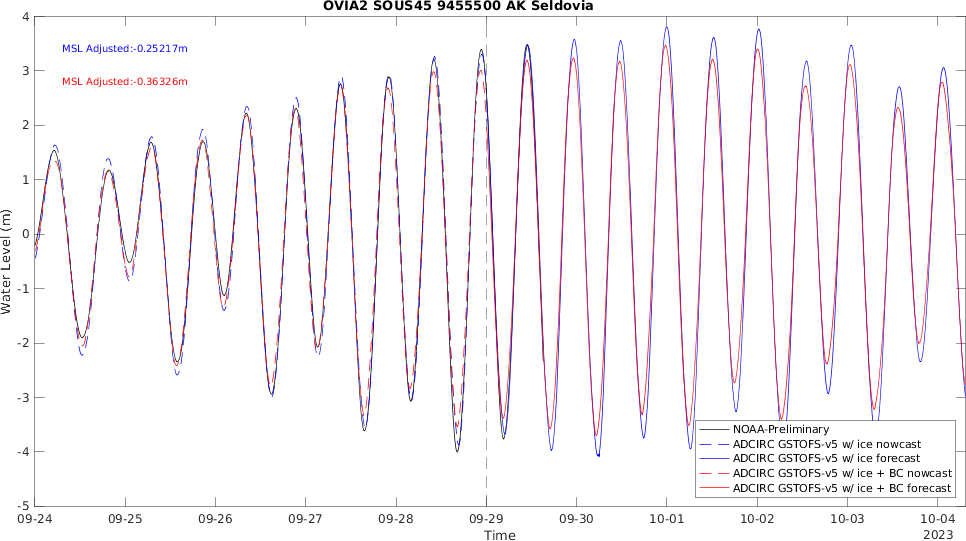 OVIA2 SOUS45 9455500 AK Seldovia
MSL Adjusted:-0.25217m
MSL Adjusted:-0.36326m
Water Level (m)
4
3
2
1
0
-1
-2
-3
-4
-5
NOAA-Preliminary
ADCIRC GSTOFS-v5 w/ ice nowcast
ADCIRC GSTOFS-v5 w/ ice forecast
ADCIRC GSTOFS-v5 w/ ice + BC nowcast
ADCIRC GSTOFS-v5 w/ ice + BC forecast
09-24 09-25 09-26 09-27 09-28 09-29 09-30 10-01 10-02 10-03 10-04
Time
2023